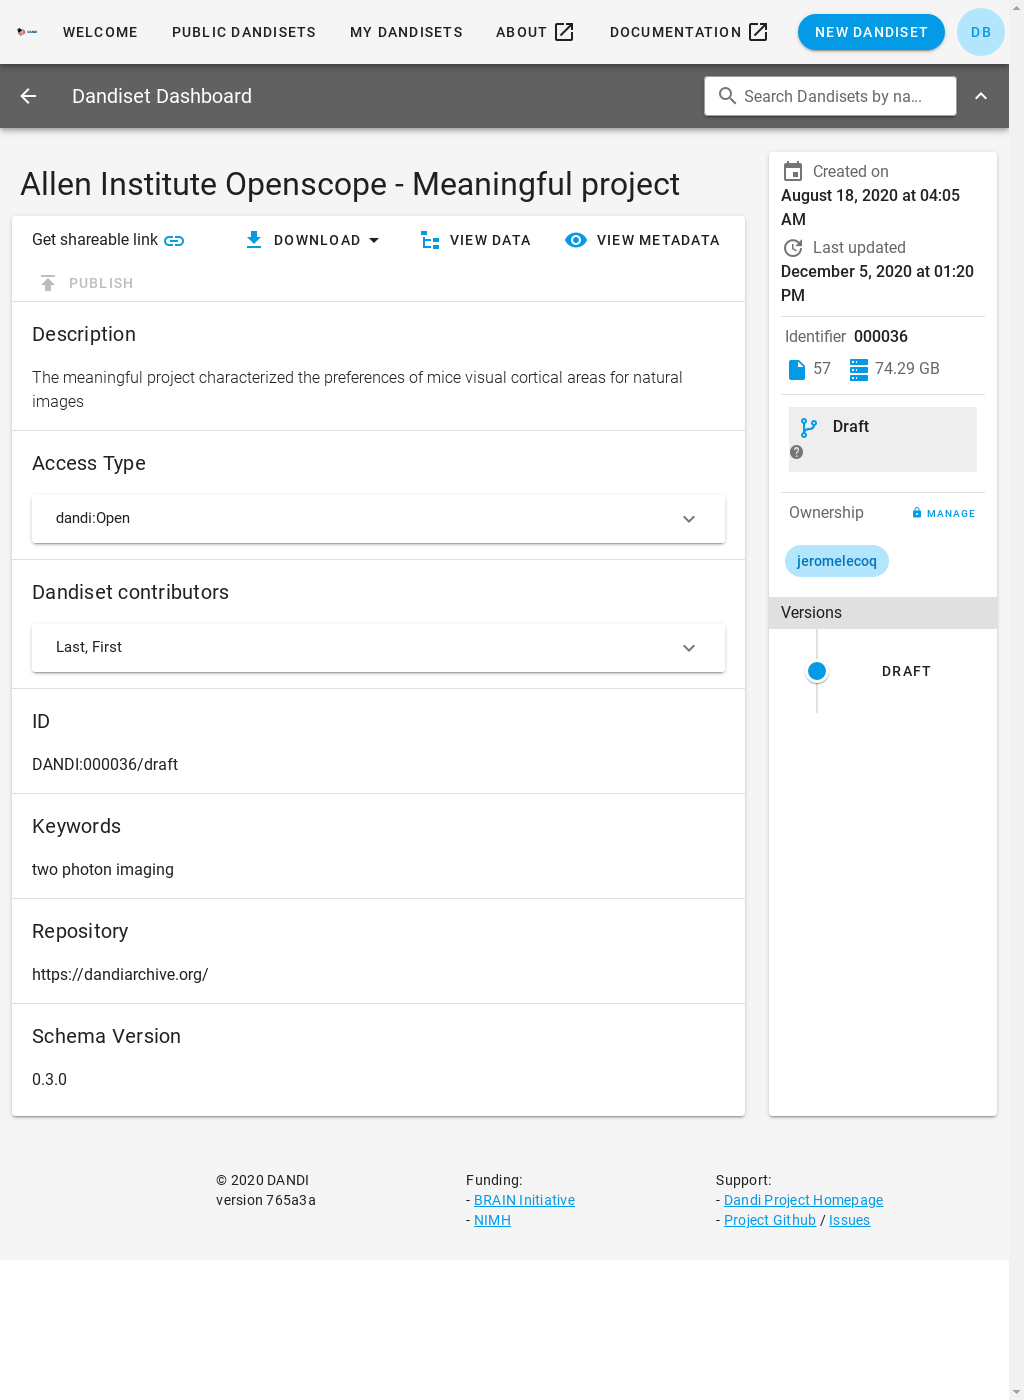 WELCOME PUBLIC DANDISETS MY DANDISETS ABOUT DOCUMENTATION NEW DANDISET DB
Dandiset Dashboard Search Dandisets by na...
Allen Institute Openscope - Meaningful project
Get shareable link DOWNLOAD VIEW DATA VIEW METADATA
PUBLISH
Description
The meaningful project characterized the preferences of mice visual cortical areas for natural
images
Access Type
dandi:Open
Dandiset contributors
Last, First
ID
DANDI:000036/draft
Keywords
two photon imaging
Repository
https://dandiarchive.org/
Schema Version
0.3.0
Created on
August 18, 2020 at 04:05
AM
Last updated
December 5, 2020 at 01:20
PM
Identifier 000036
57 74.29 GB
Draft
Ownership MANAGE
jeromelecoq
Versions
DRAFT
© 2020 DANDI
version 765a3a
Funding:
- BRAIN Initiative
- NIMH
Support:
- Dandi Project Homepage
- Project Github / Issues